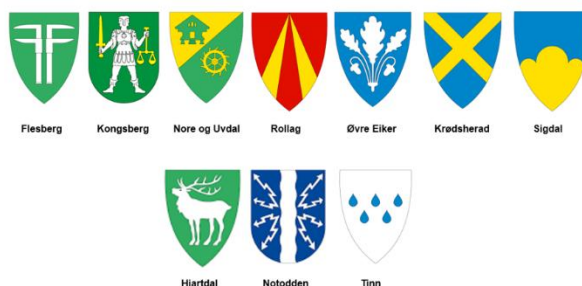 Flesberg Kongsberg Nore og Uvdal Rollag Øvre Eiker Krødsherad Sigdal
Hjartdal Notodden Tinn